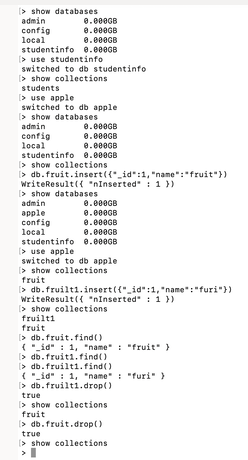 > show databases
admin 0.000GB
config 0.000GB
local 0.000GB
studentinfo 0.000GB
> use studentinfo
switched to db studentinfo
> show collections
students
> use apple
switched to db apple
> show databases
admin 0.000GB
config 0.000GB
local 0.000GB
studentinfo 0.000GB
> show collections
> db.fruit.insert({"_id":1,"name":"fruit"})
WriteResult({ "nInserted" : 1 })
> show databases
admin 0.000GB
apple 0.000GB
config 0.000GB
local 0.000GB
studentinfo 0.000GB
> use apple
switched to db apple
> show collections
fruit
> db.fruilt1.insert({"_id":1,"name":"furi"})
WriteResult({ "nInserted" : 1 })
> show collections
fruilt1
fruit
> db.fruit.find()
{ "_id" : 1, "name" : "fruit" }
> db.fruit1.find()
> db.fruilt1.find()
{ "_id" : 1, "name" : "furi" }
> db.fruilt1.drop()
true
> show collections
fruit
> db.fruit.drop()
true
> show collections
>